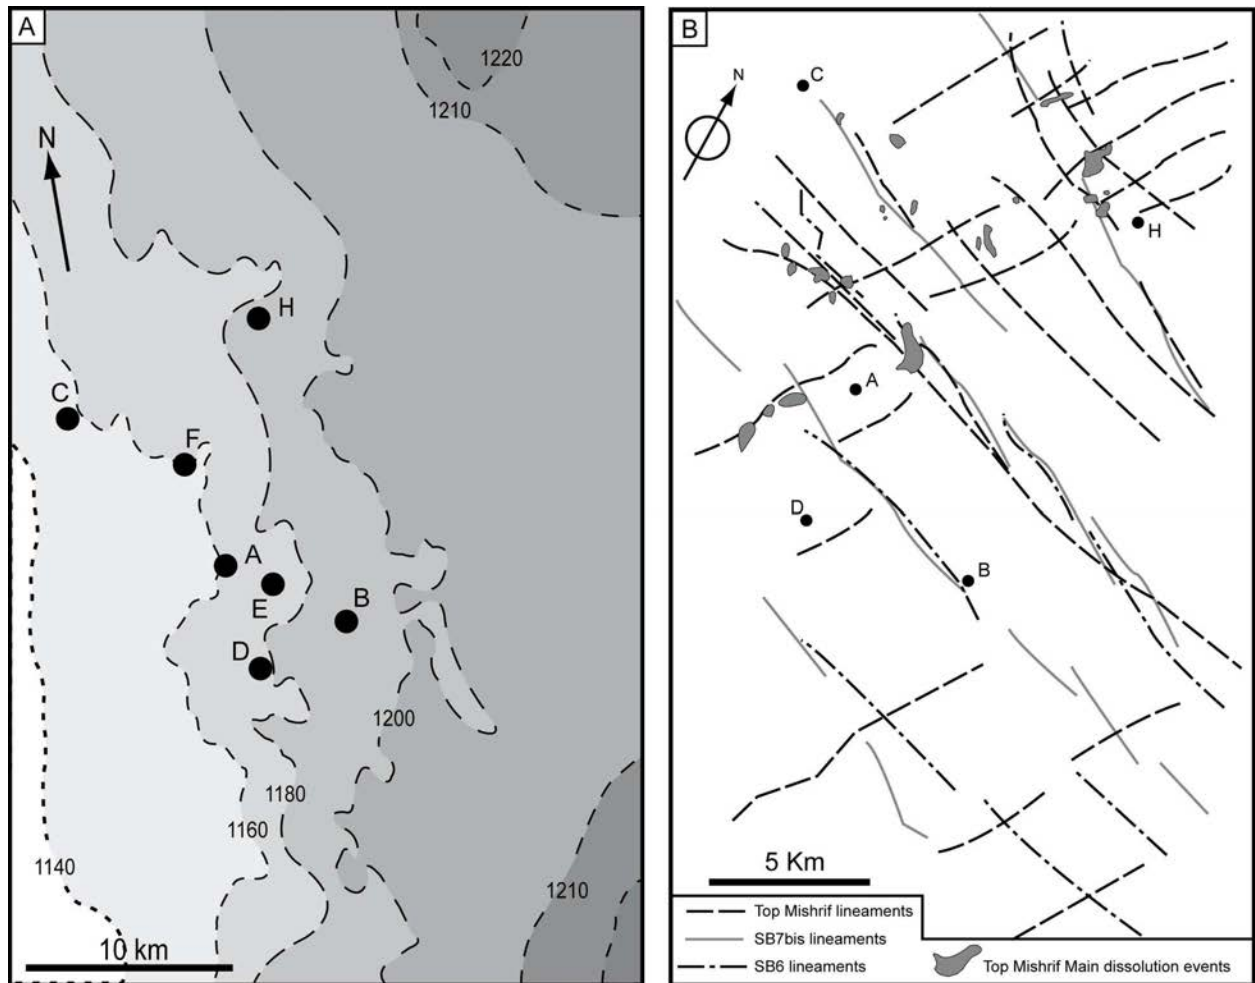 A
1220
1210
N
H
C
F
A
E
B
D
1200
1180
1160
1140
1210
10 km
B
N
C
H
A
D
B
5 Km
Top Mishrif lineaments
SB7bis lineaments
SB6 lineaments
Top Mishrif Main dissolution events